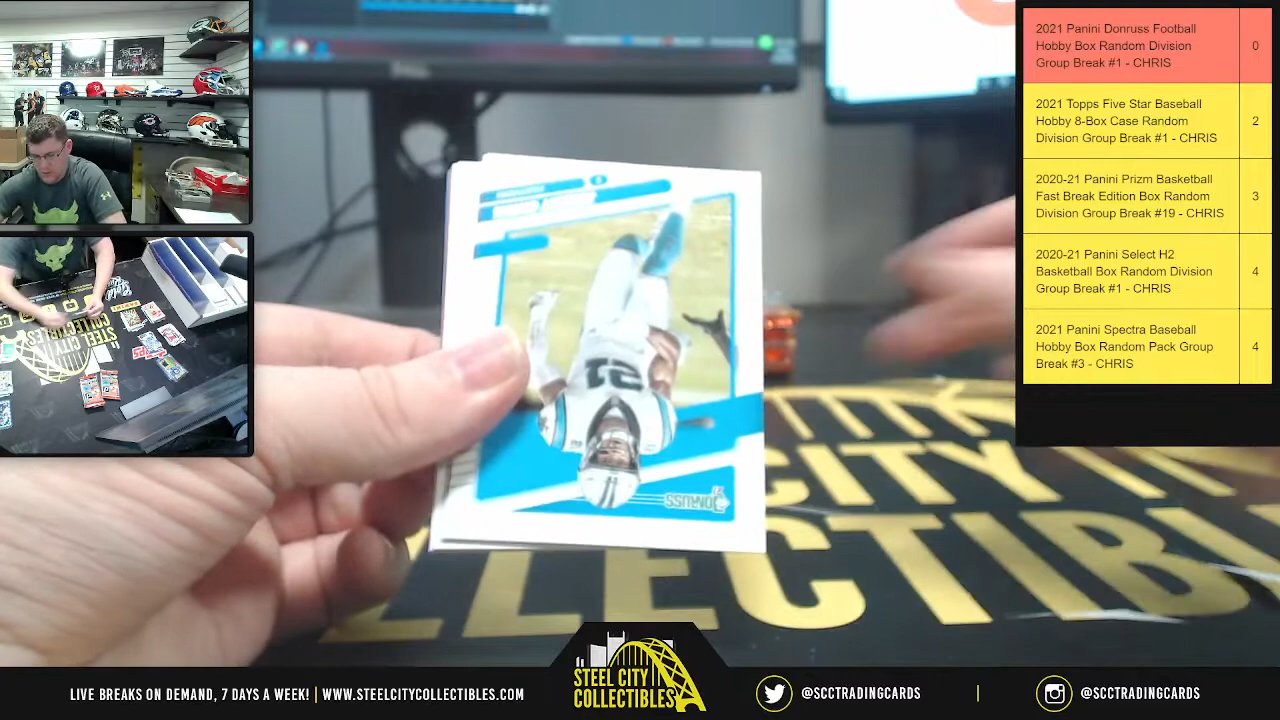 2021 Panini Donruss Football
Hobby Box Random Division
Group Break #1 - CHRIS
0
2021 Topps Five Star Baseball
Hobby 8-Box Case Random
Division Group Break #1 - CHRIS
2
2020-21 Panini Prizm Basketball
Fast Break Edition Box Random
Division Group Break #19 - CHRIS
3
2020-21 Panini Select H2
Basketball Box Random Division
Group Break #1 - CHRIS
4
2021 Panini Spectra Baseball
Hobby Box Random Pack Group
Break #3 - CHRIS
4
21
DONRUSS
LIVE BREAKS ON DEMAND, 7 DAYS A WEEK! | WWW.STEELCITYCOLLECTIBLES.COM
STEEL CITY
COLLECTIBLES
@SCCTRADINGCARDS | @SCCTRADINGCARDS